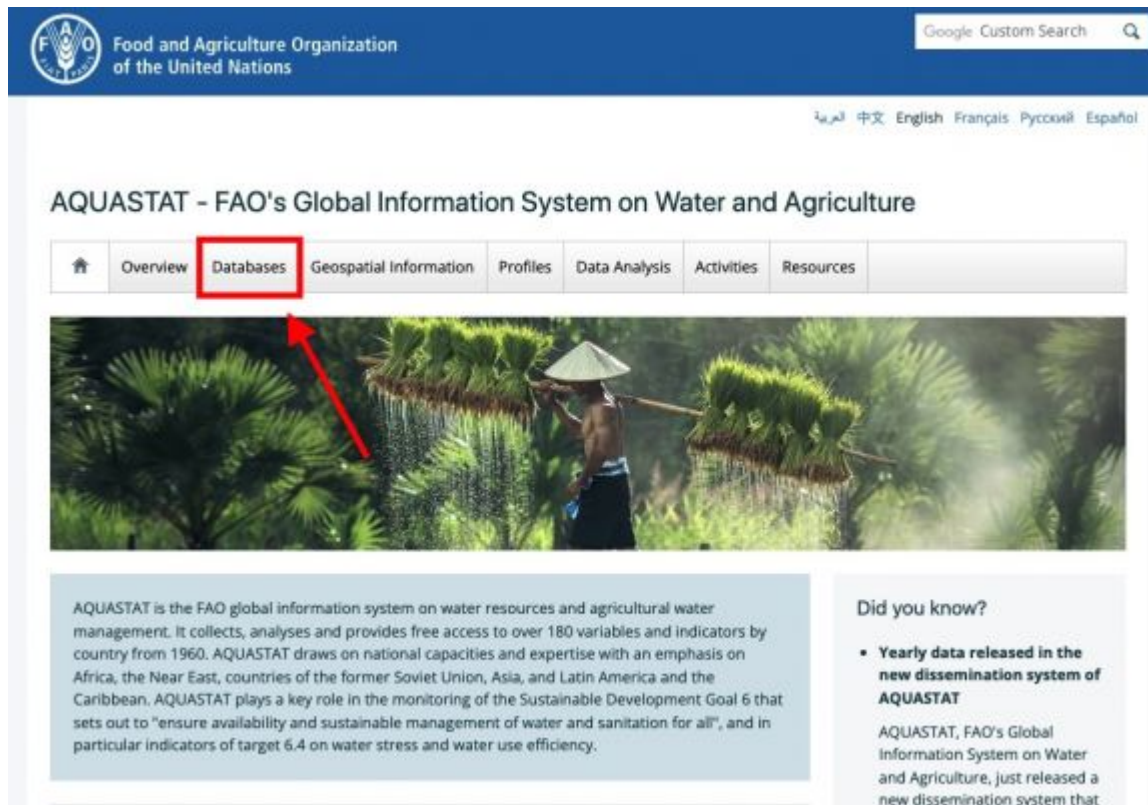 FAO
FIAT PANIS
Food and Agriculture Organization
of the United Nations
Google Custom Search
العربية 中文 English Français Русский Español
AQUASTAT - FAO's Global Information System on Water and Agriculture
Overview Databases Geospatial Information Profiles Data Analysis Activities Resources
AQUASTAT is the FAO global information system on water resources and agricultural water
management. It collects, analyses and provides free access to over 180 variables and indicators by
country from 1960. AQUASTAT draws on national capacities and expertise with an emphasis on
Africa, the Near East, countries of the former Soviet Union, Asia, and Latin America and the
Caribbean. AQUASTAT plays a key role in the monitoring of the Sustainable Development Goal 6 that
sets out to "ensure availability and sustainable management of water and sanitation for all", and in
particular indicators of target 6.4 on water stress and water use efficiency.
Did you know?
• Yearly data released in the
new dissemination system of
AQUASTAT
AQUASTAT, FAO's Global
Information System on Water
and Agriculture, just released a
new dissemination system that